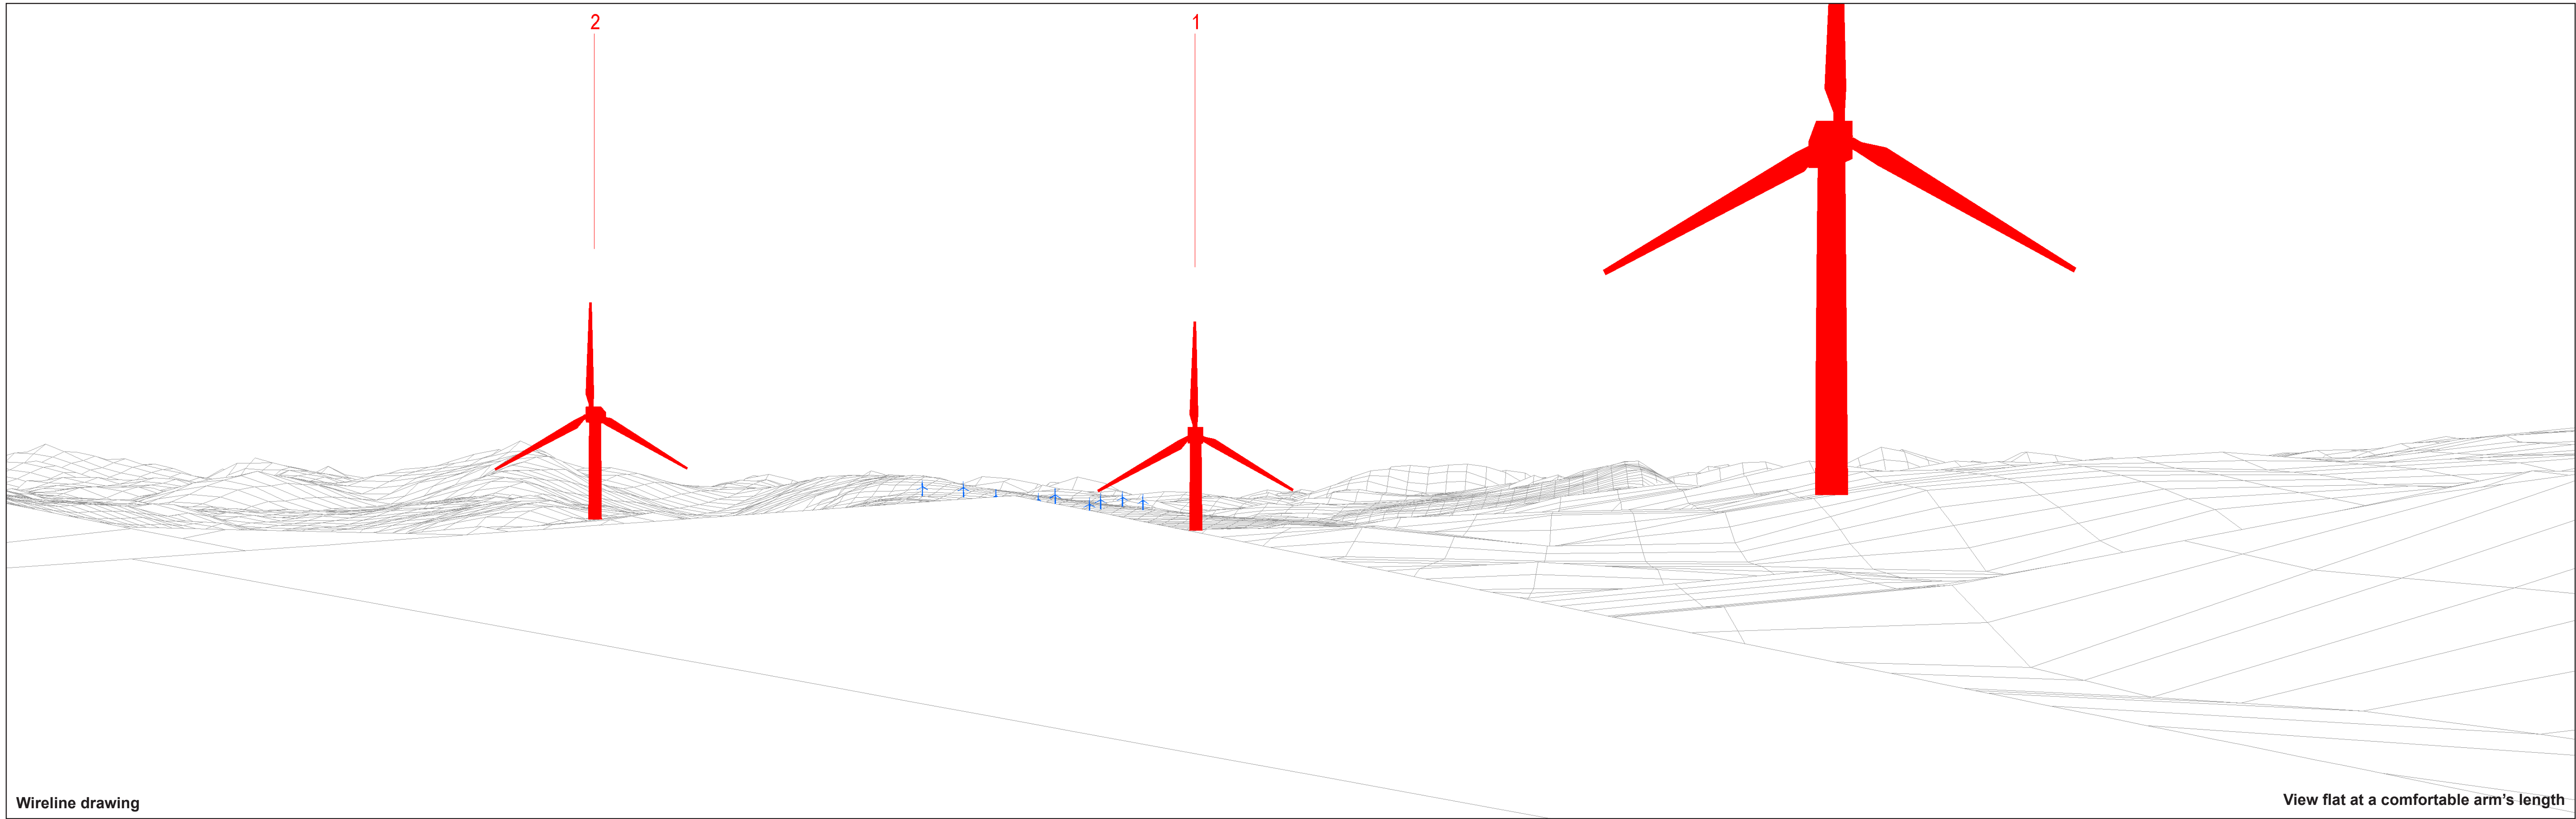 2
1
Wireline drawing
View flat at a comfortable arm’s length